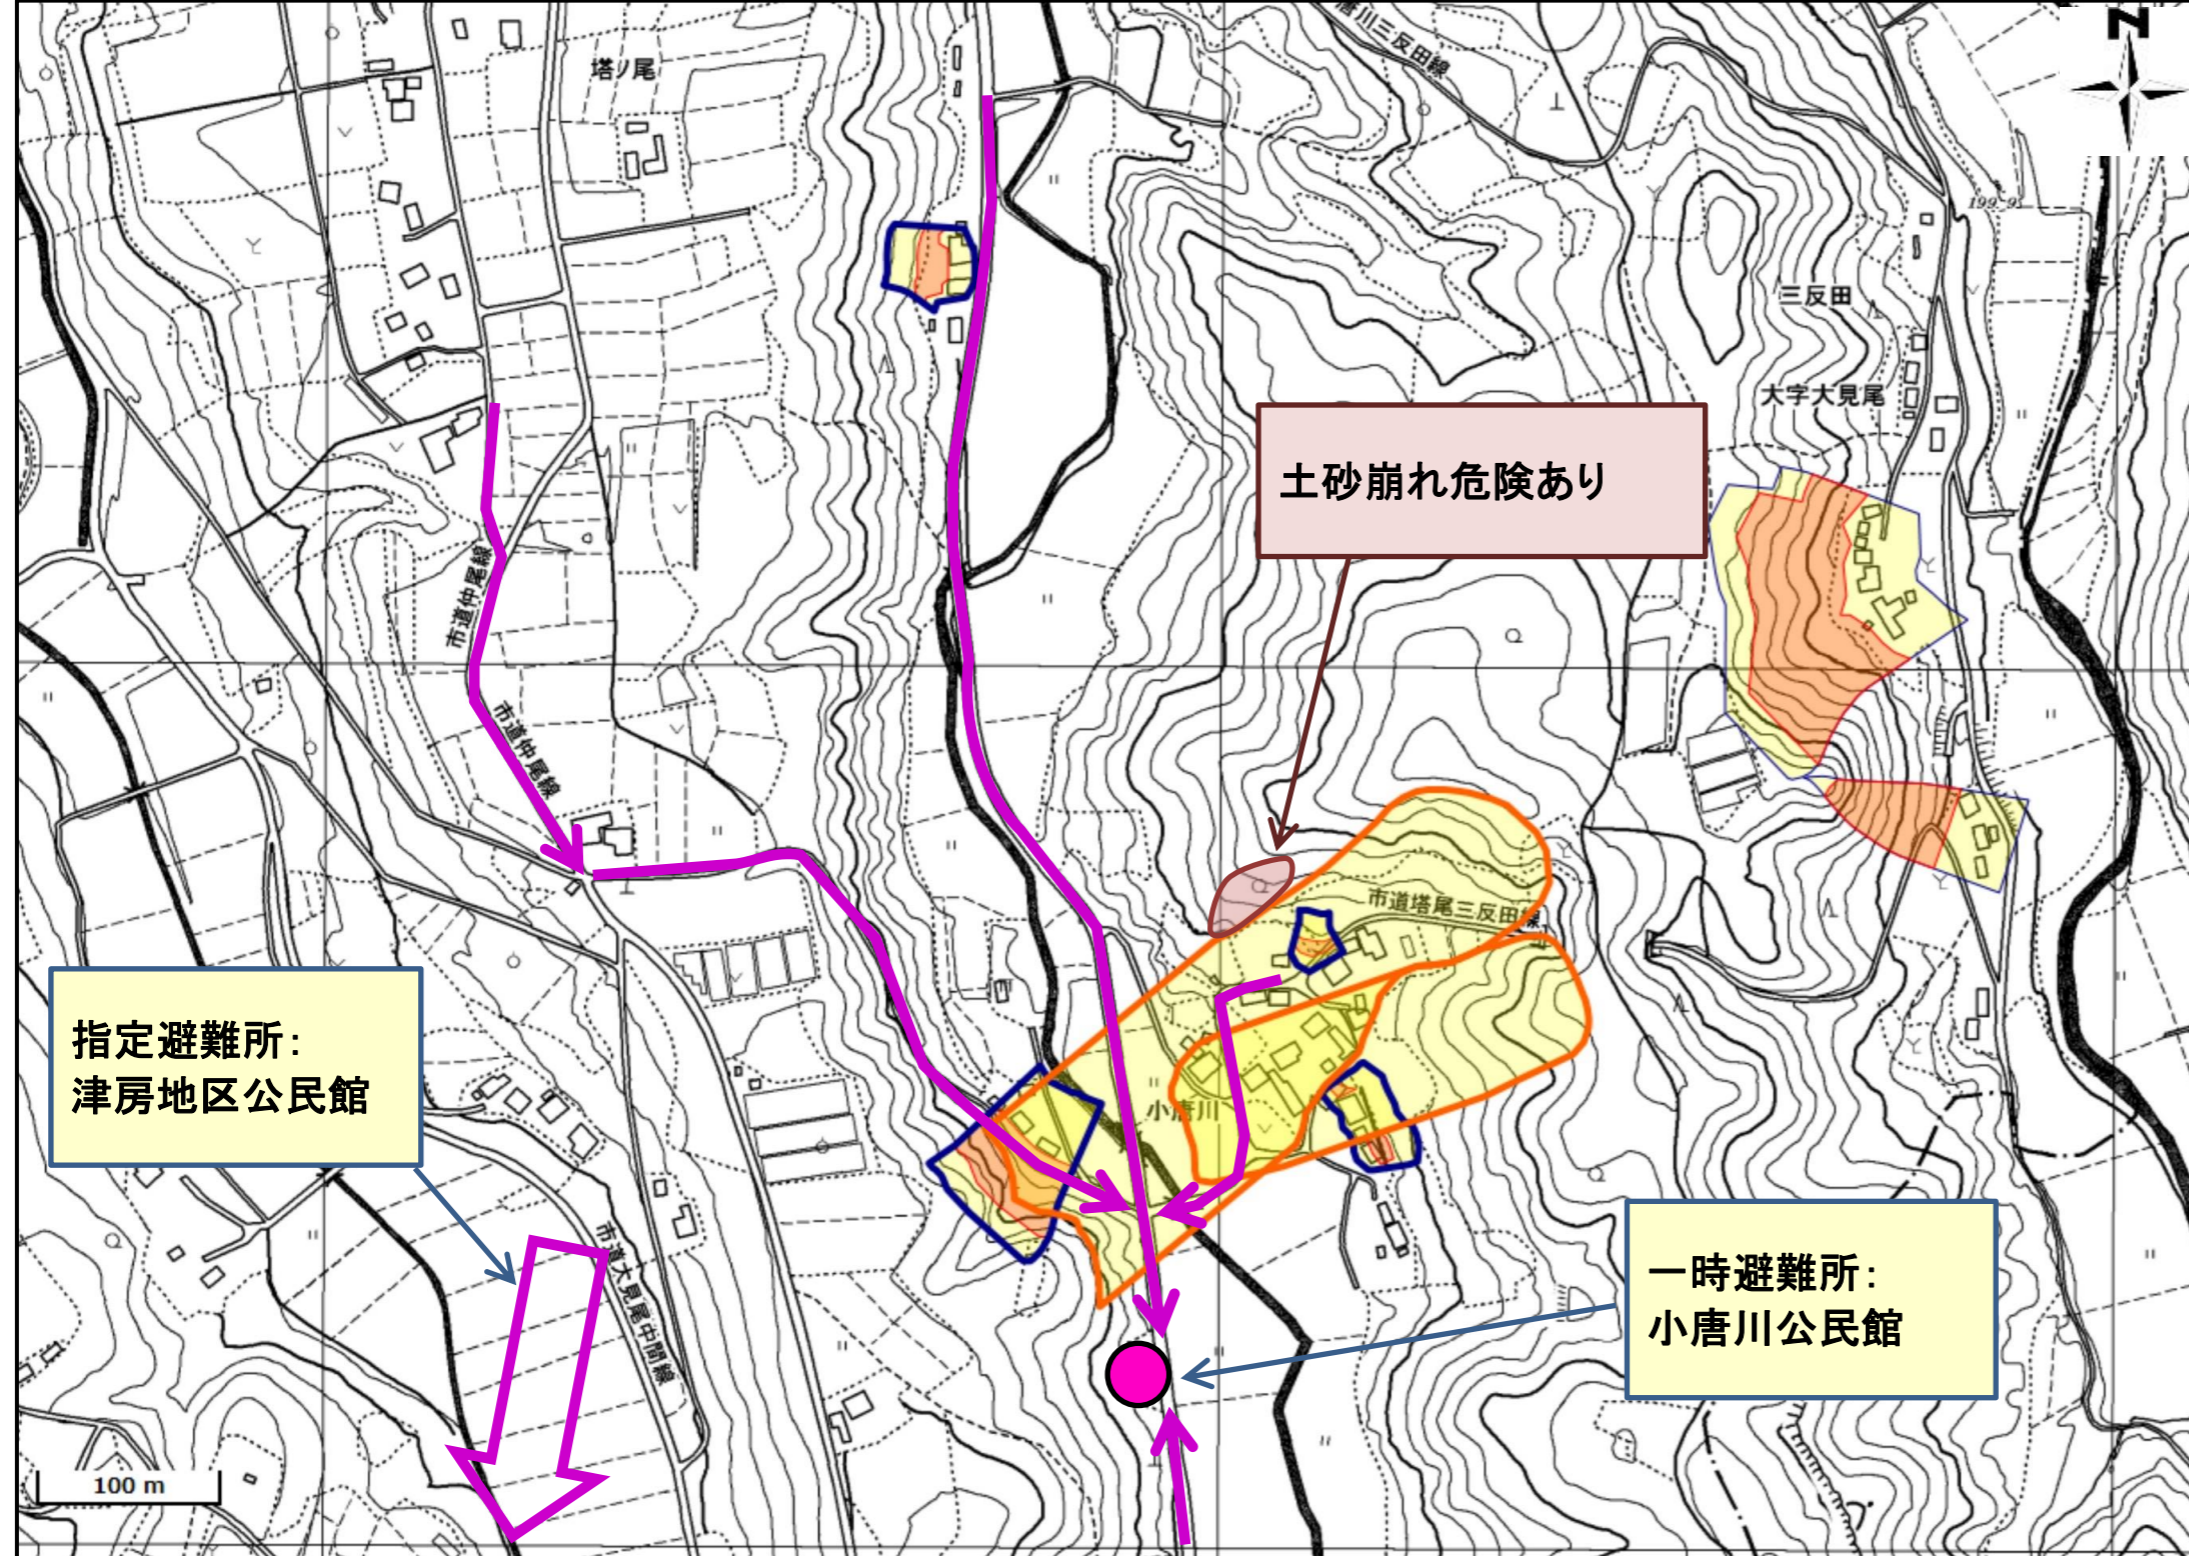 唐川三反田線
N
塔ノ尾
199.9
三反田
大字大見尾
土砂崩れ危険あり
市道仲尾線
市道仲尾線
市道塔尾三反田線
指定避難所：
津房地区公民館
小唐川
一時避難所：
小唐川公民館
市道大見尾中間線
100 m